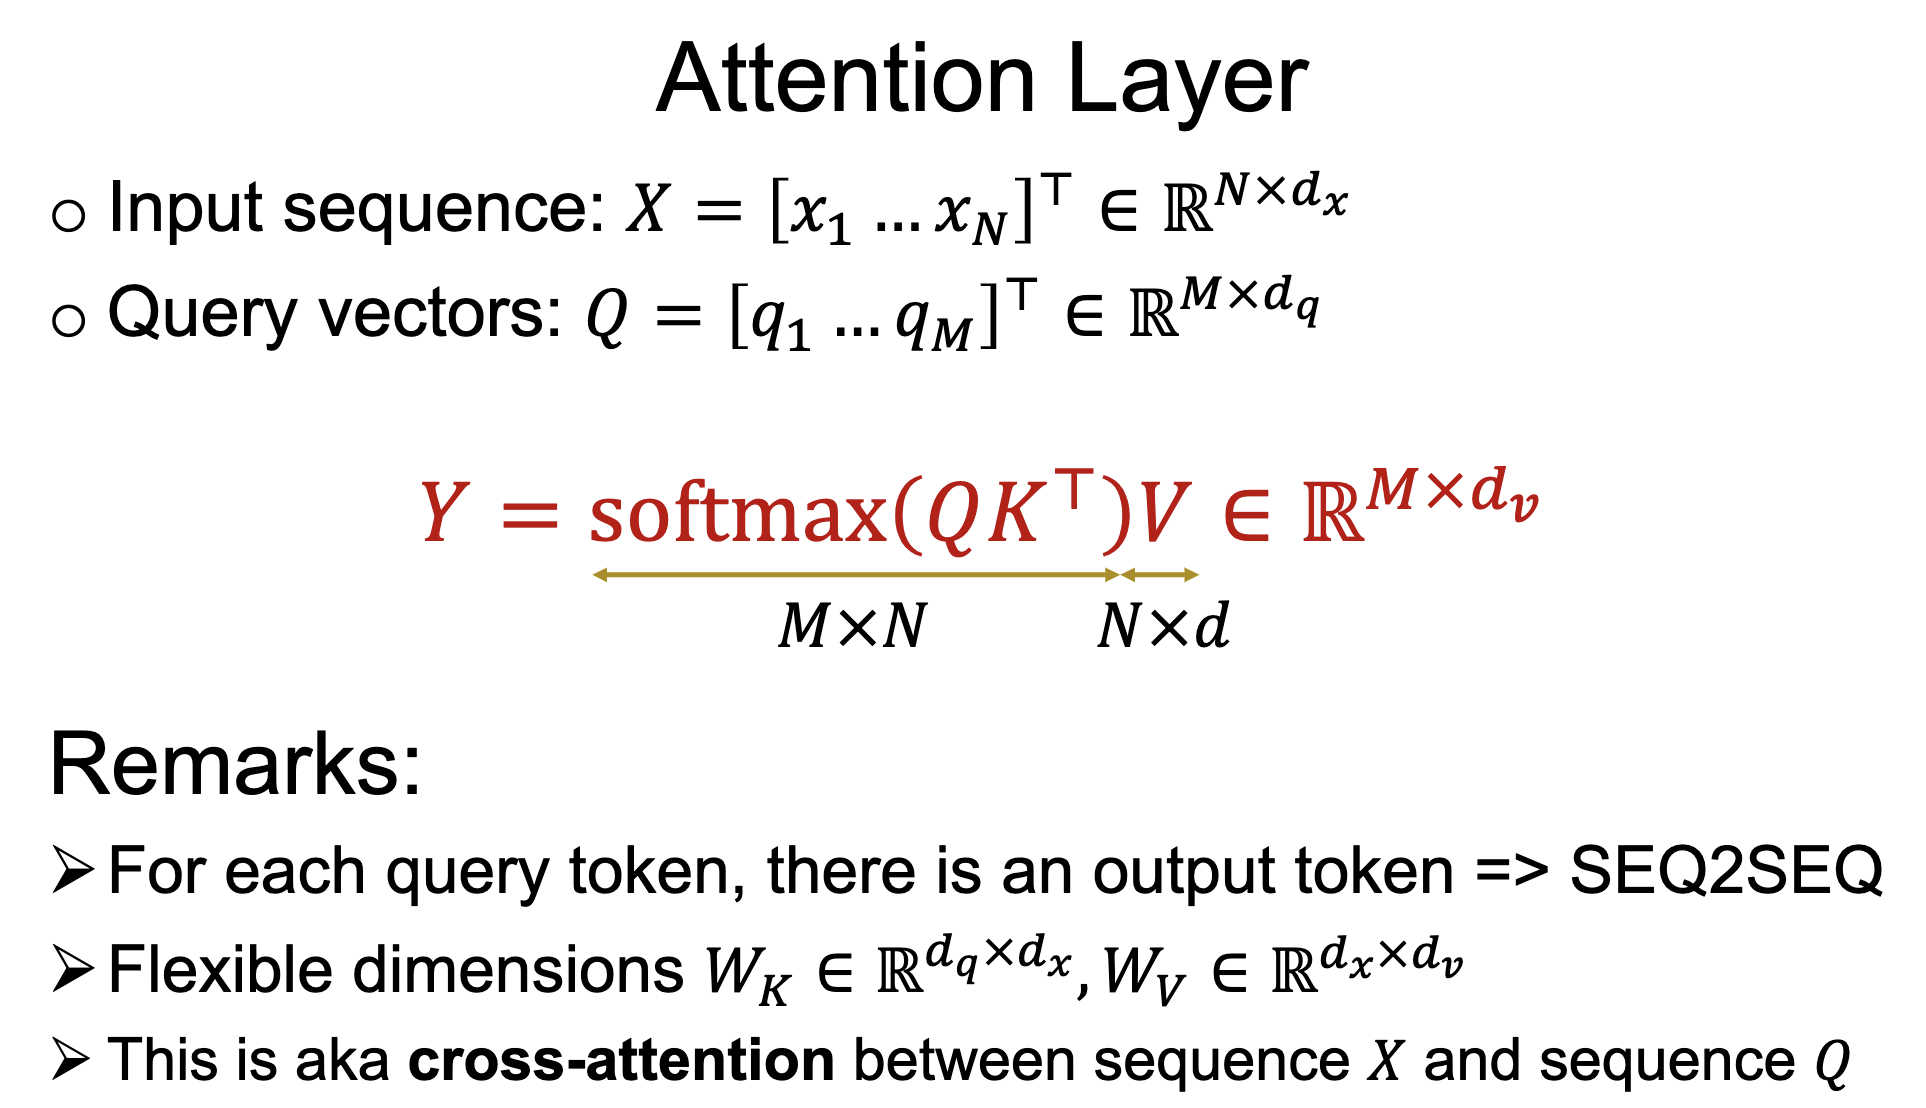 Attention Layer
○ Input sequence: $X = [x_1 \dots x_N]^\top \in \mathbb{R}^{N \times d_x}$
○ Query vectors: $Q = [q_1 \dots q_M]^\top \in \mathbb{R}^{M \times d_q}$
$Y = \text{softmax}(QK^\top)V \in \mathbb{R}^{M \times d_v}$
$M \times N$ $N \times d$
Remarks:
➢ For each query token, there is an output token => SEQ2SEQ
➢ Flexible dimensions $W_K \in \mathbb{R}^{d_q \times d_x}, W_V \in \mathbb{R}^{d_x \times d_v}$
➢ This is aka cross-attention between sequence $X$ and sequence $Q$